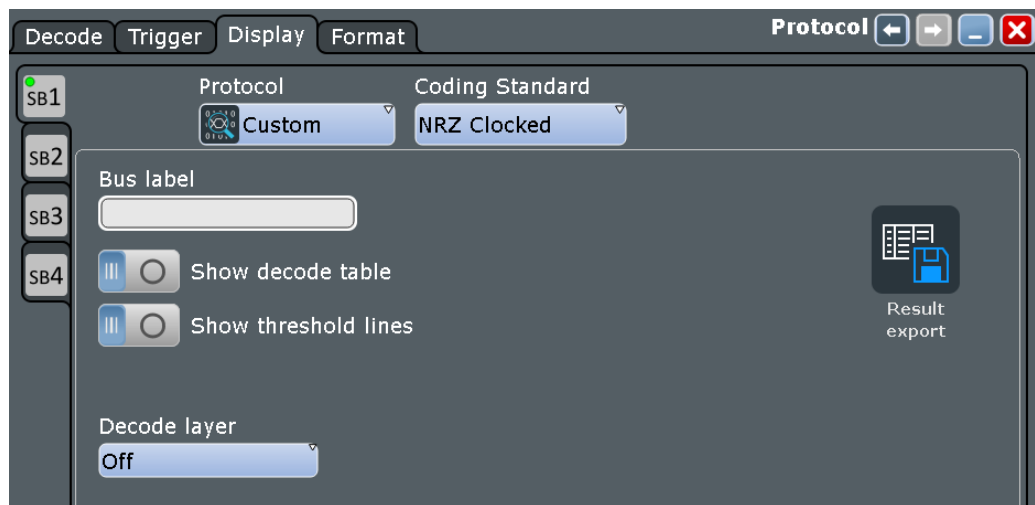 Decode Trigger Display Format Protocol
SB1
Protocol Coding Standard
Custom NRZ Clocked
SB2
Bus label
SB3
Show decode table
SB4
Show threshold lines
Result
export
Decode layer
Off